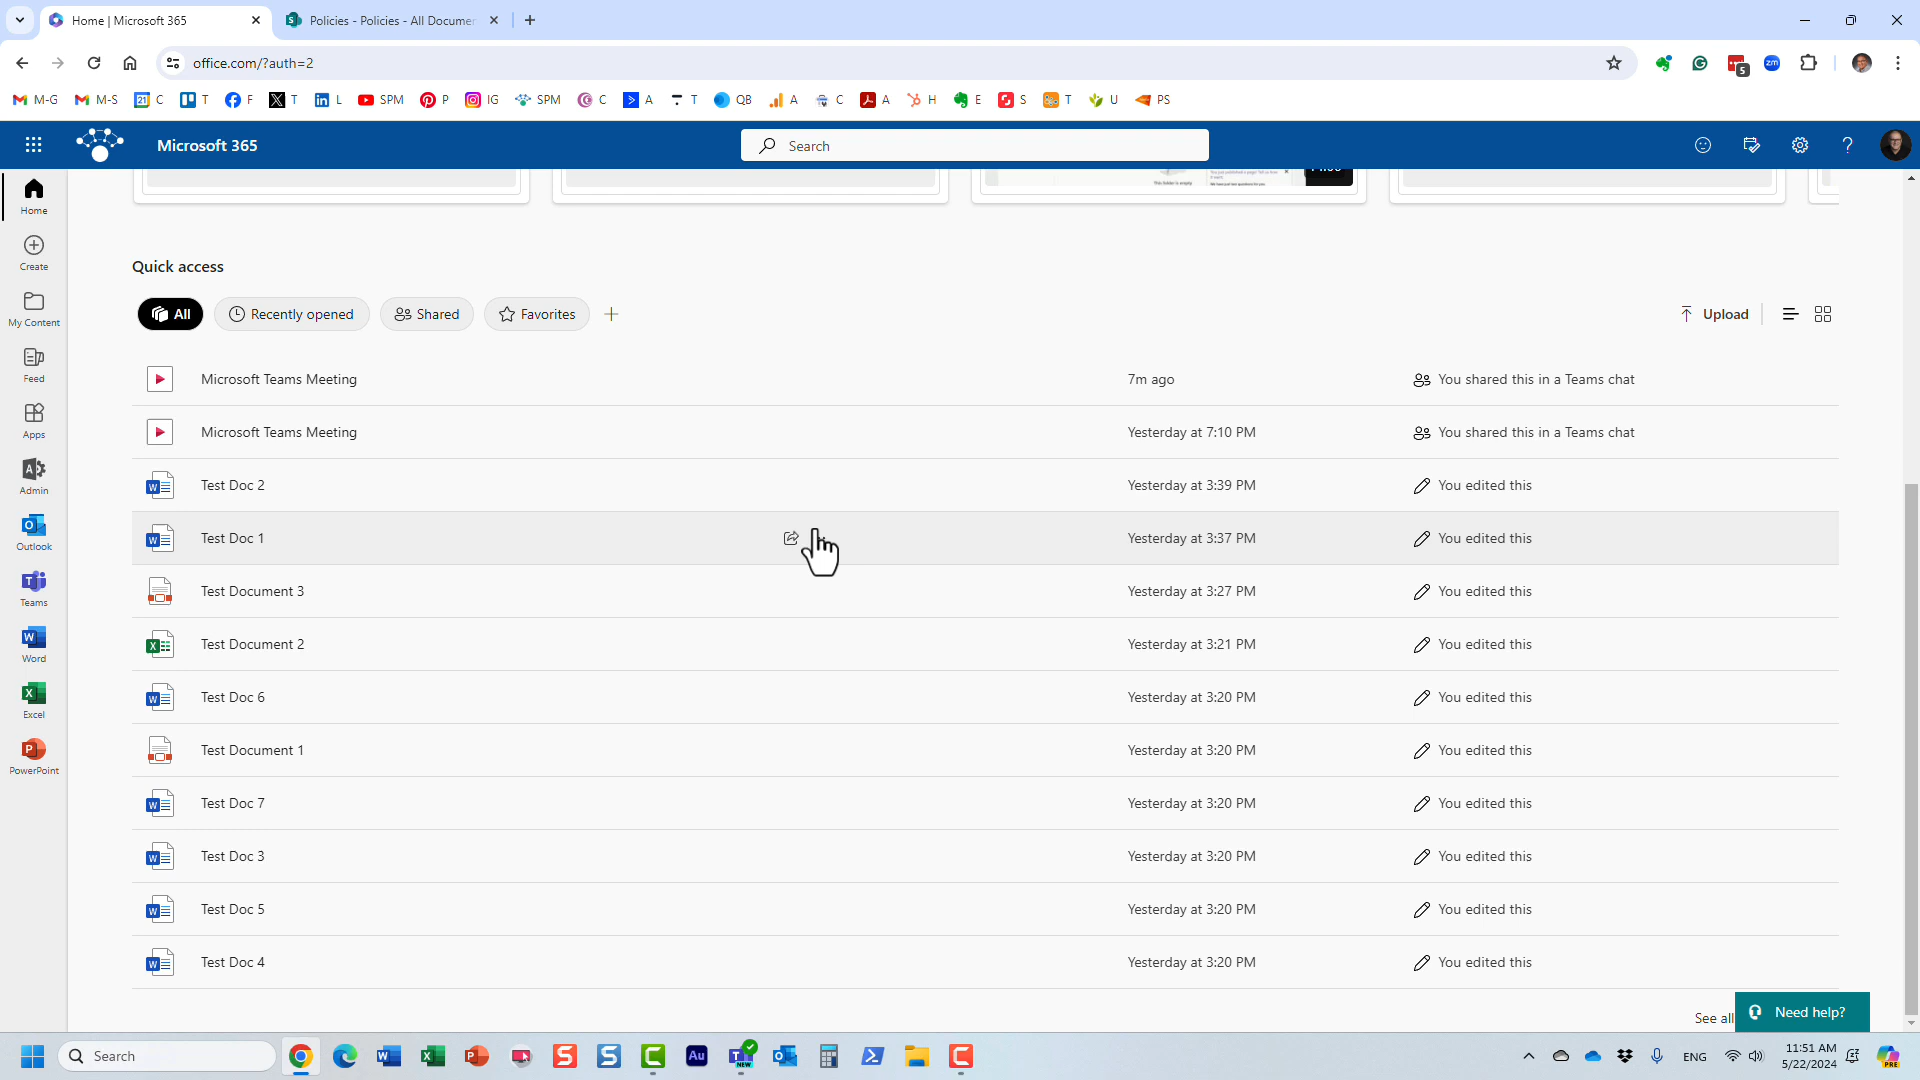 Home | Microsoft 365
Policies - Policies - All Documen
office.com/?auth=2
5
zm
M-G M-S 21 C T F T L SPM P IG SPM C A T QB A C A H E S T U PS
Microsoft 365
Search
Home
Create
My Content
Feed
Apps
Admin
Outlook
Teams
Word
Excel
PowerPoint
Quick access
All
Recently opened
Shared
Favorites
Upload
Microsoft Teams Meeting 7m ago You shared this in a Teams chat
Microsoft Teams Meeting Yesterday at 7:10 PM You shared this in a Teams chat
Test Doc 2 Yesterday at 3:39 PM You edited this
Test Doc 1 Yesterday at 3:37 PM You edited this
Test Document 3 Yesterday at 3:27 PM You edited this
Test Document 2 Yesterday at 3:21 PM You edited this
Test Doc 6 Yesterday at 3:20 PM You edited this
Test Document 1 Yesterday at 3:20 PM You edited this
Test Doc 7 Yesterday at 3:20 PM You edited this
Test Doc 3 Yesterday at 3:20 PM You edited this
Test Doc 5 Yesterday at 3:20 PM You edited this
Test Doc 4 Yesterday at 3:20 PM You edited this
See all
Need help?
Search
Au
NEW
ENG
11:51 AM
5/22/2024
PRE